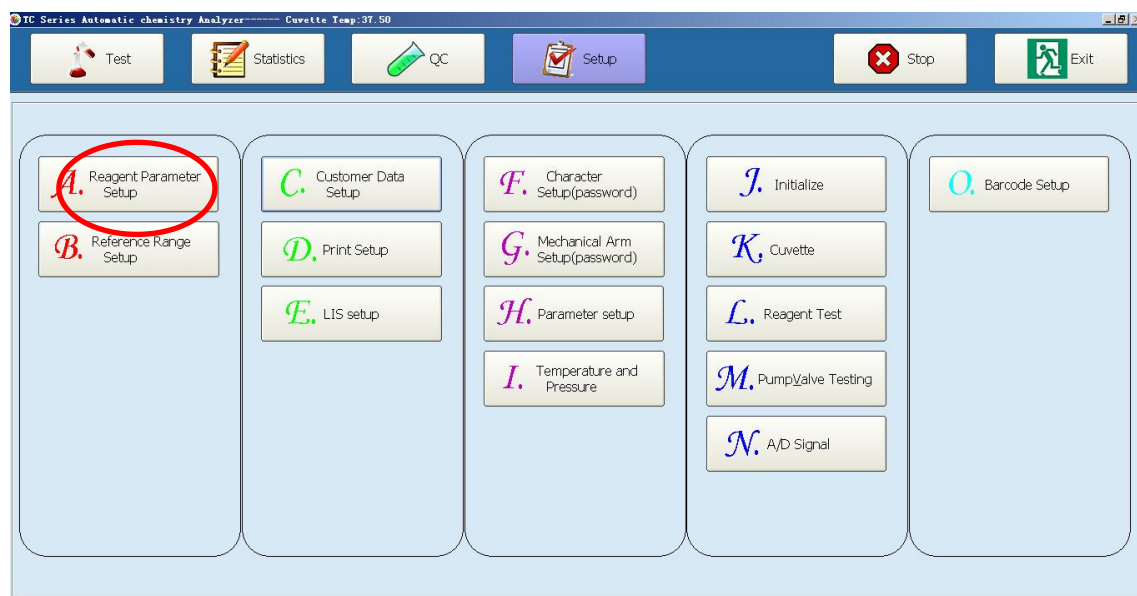 TC Series Automatic chemistry Analyzer------ Cuvette Temp:37.50
Test
Statistics
QC
Setup
Stop
Exit
A. Reagent Parameter
Setup
B. Reference Range
Setup
C. Customer Data
Setup
D. Print Setup
E. LIS setup
F. Character
Setup(password)
G. Mechanical Arm
Setup(password)
H. Parameter setup
I. Temperature and
Pressure
J. Initialize
K. Cuvette
L. Reagent Test
M. PumpValve Testing
N. A/D Signal
O. Barcode Setup